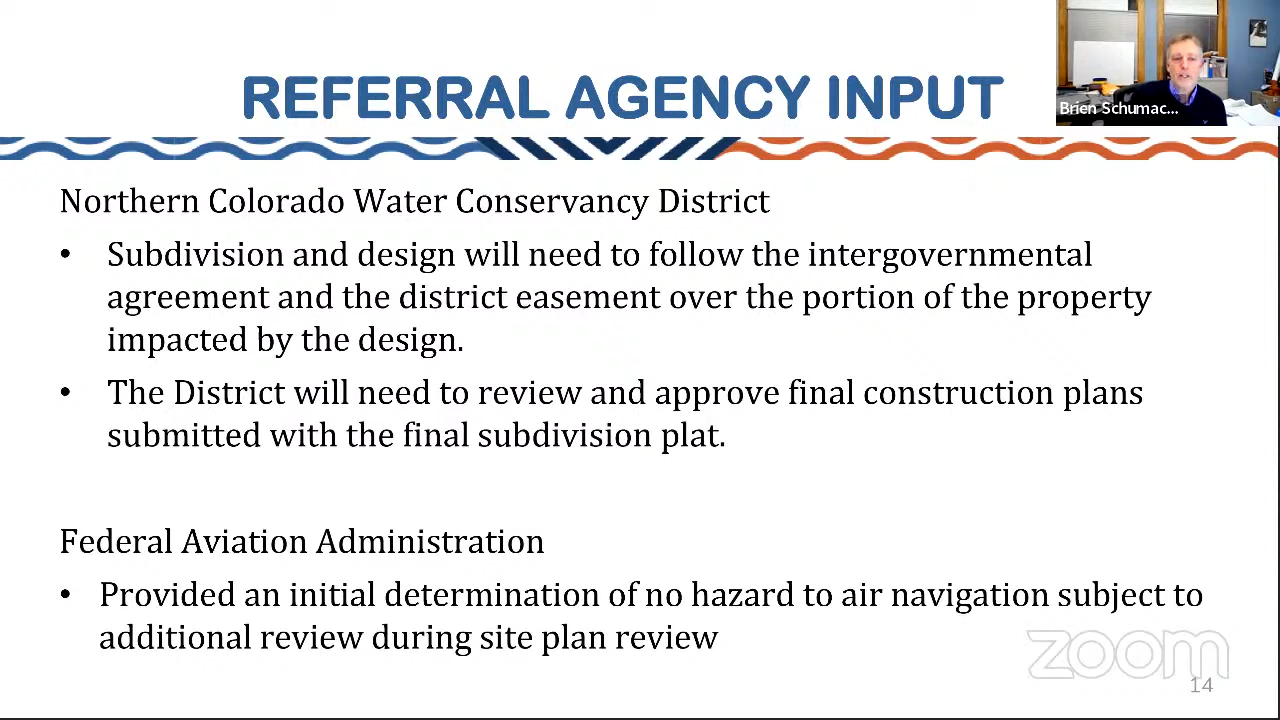 REFERRAL AGENCY INPUT
Brien Schumac...
Northern Colorado Water Conservancy District
• Subdivision and design will need to follow the intergovernmental
agreement and the district easement over the portion of the property
impacted by the design.
• The District will need to review and approve final construction plans
submitted with the final subdivision plat.
Federal Aviation Administration
• Provided an initial determination of no hazard to air navigation subject to
additional review during site plan review
zoom
14